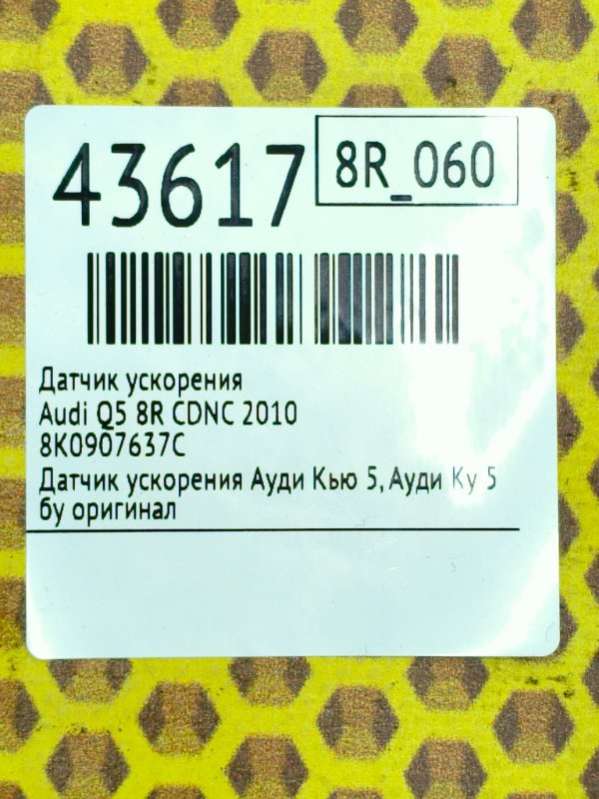 43617
8R_060
Датчик ускорения
Audi Q5 8R CDNC 2010
8K0907637C
Датчик ускорения Ауди Кью 5, Ауди Ку 5
бу оригинал